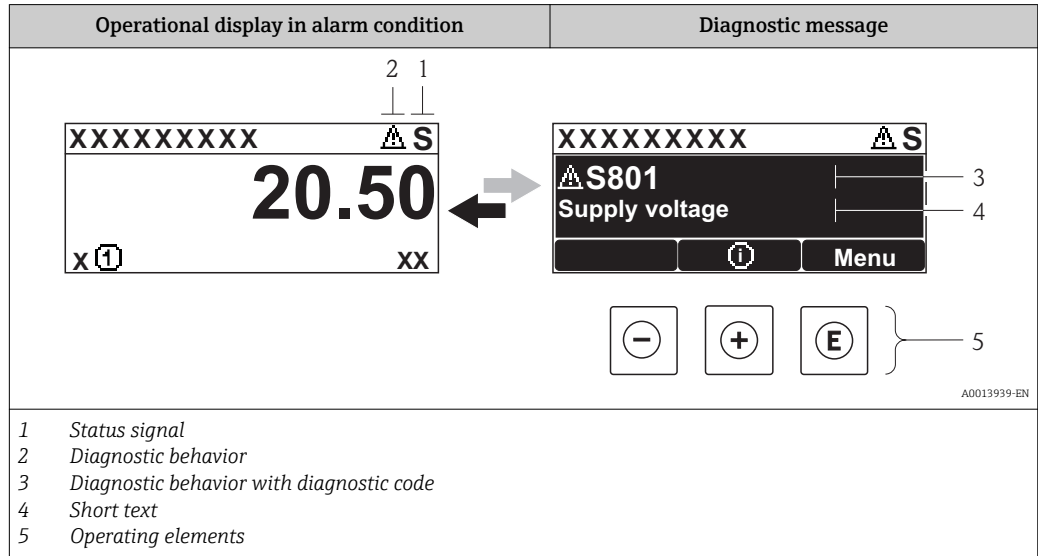 Operational display in alarm condition
Diagnostic message
2 1
XXXXXXXXX S
20.50
x 1 XX
XXXXXXXXX S
S801
3
Supply voltage
4
i Menu
- + E
5
A0013939-EN
1 Status signal
2 Diagnostic behavior
3 Diagnostic behavior with diagnostic code
4 Short text
5 Operating elements